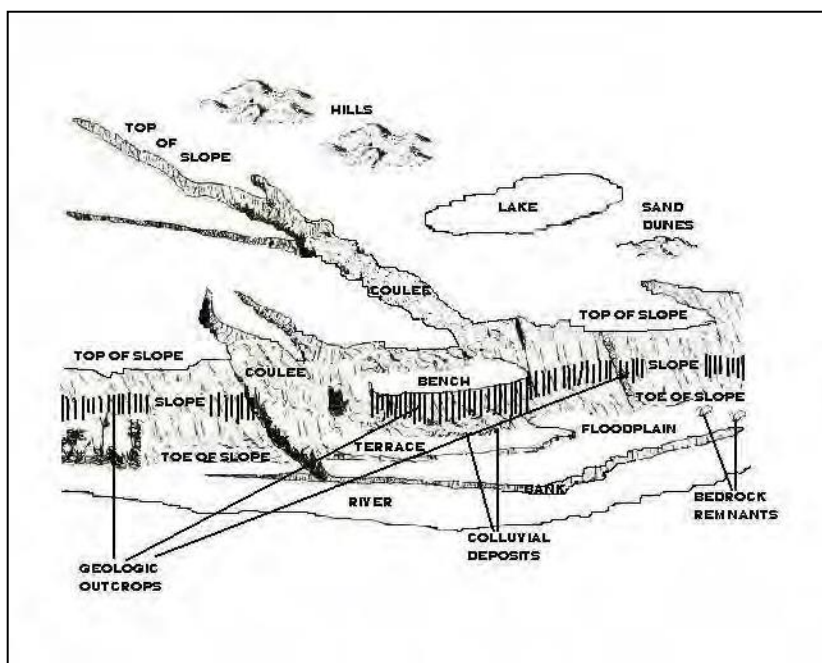 HILLS
TOP
OF
SLOPE
LAKE
SAND
DUNES
COULEE
TOP OF SLOPE
TOP OF SLOPE
COULEE
SLOPE
BENCH
SLOPE
TOE OF SLOPE
FLOODPLAIN
TERRACE
TOE OF SLOPE
BANK
RIVER
BEDROCK
REMNANTS
COLLUVIAL
DEPOSITS
GEOLOGIC
OUTCROPS